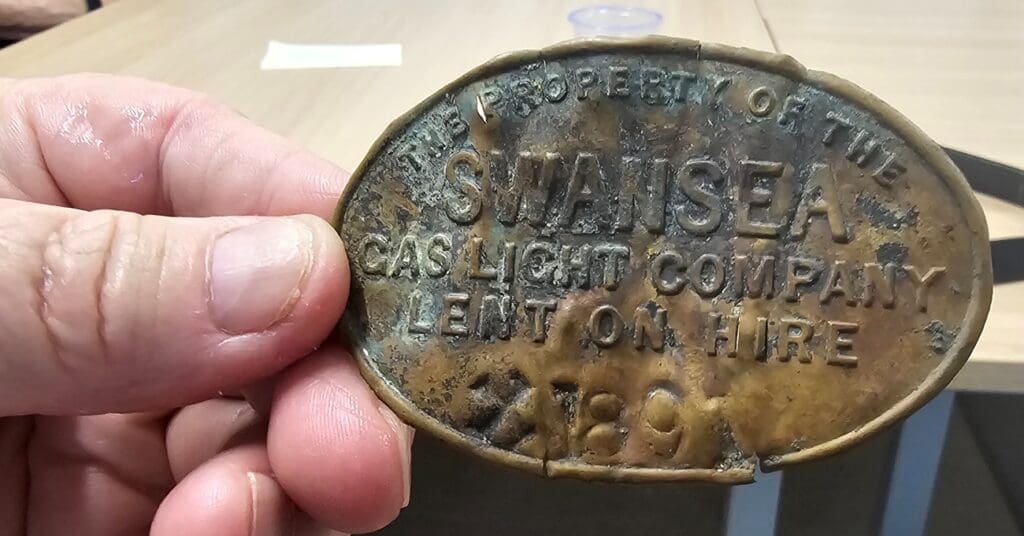 THE PROPERTY OF THE
SWANSEA
GAS LIGHT COMPANY
LENT ON HIRE